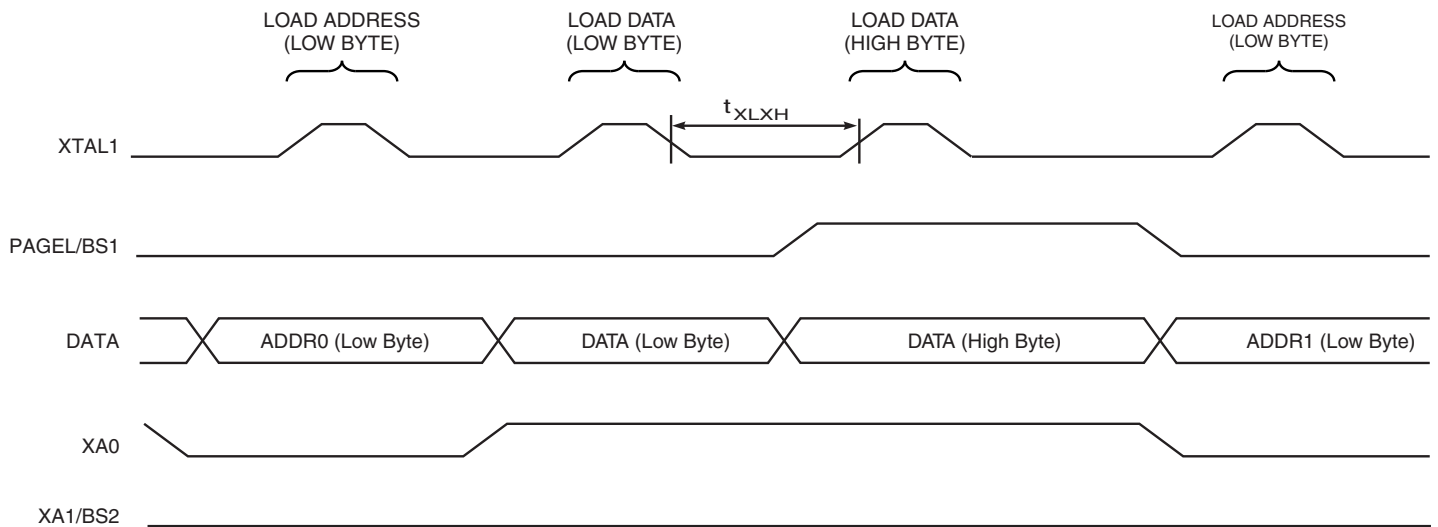 LOAD ADDRESS
(LOW BYTE)
LOAD DATA
(LOW BYTE)
LOAD DATA
(HIGH BYTE)
LOAD ADDRESS
(LOW BYTE)
tXLXH
XTAL1
PAGEL/BS1
DATA
ADDR0 (Low Byte)
DATA (Low Byte)
DATA (High Byte)
ADDR1 (Low Byte)
XA0
XA1/BS2